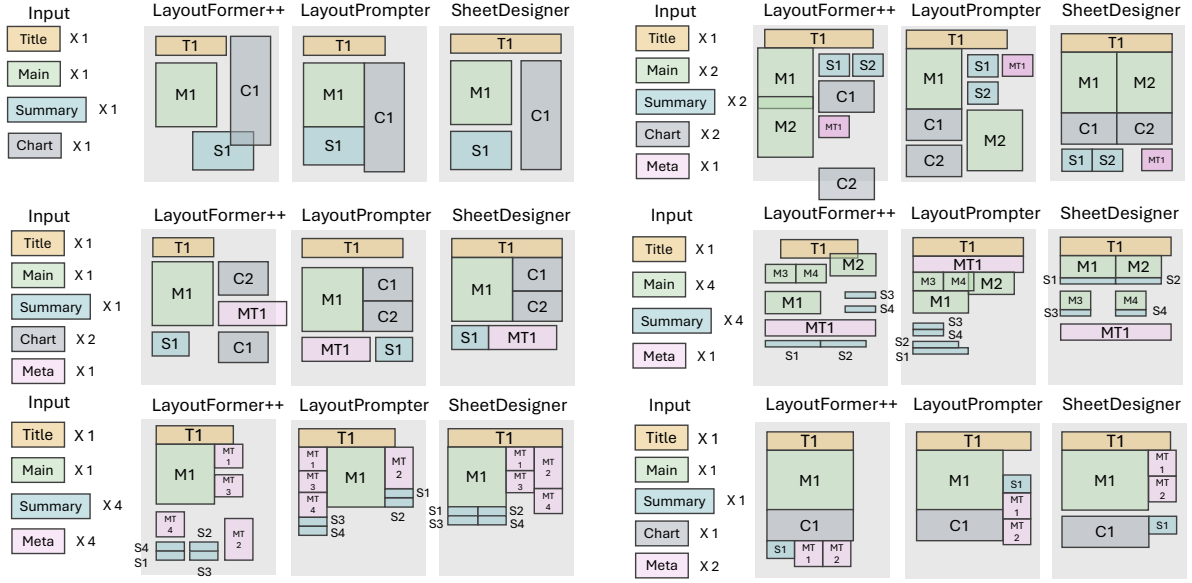 Input
LayoutFormer++
LayoutPrompter
SheetDesigner
Title X 1
Main X 1
Summary X 1
Chart X 1
T1
C1
M1
S1
T1
M1
C1
S1
T1
M1
C1
S1
Input
LayoutFormer++
LayoutPrompter
SheetDesigner
Title X 1
Main X 2
Summary X 2
Chart X 2
Meta X 1
T1
M1
S1 S2
C1
M2
MT1
C2
T1
M1
S1 MT1
S2
C1
M2
C2
T1
M1 M2
C1 C2
S1 S2 MT1
Input
LayoutFormer++
LayoutPrompter
SheetDesigner
Title X 1
Main X 1
Summary X 1
Chart X 2
Meta X 1
T1
M1
C2
MT1
S1
C1
T1
M1
C1
C2
MT1 S1
T1
M1
C1
C2
S1 MT1
Input
LayoutFormer++
LayoutPrompter
SheetDesigner
Title X 1
Main X 4
Summary X 4
Meta X 1
T1
M3 M4 M2
M1
S3
S4
MT1
S1 S2
T1
MT1
M3 M4 M2
M1
S3
S4
S2
S1
T1
M1 M2
S1 S2
M3 M4
S3 S4
MT1
Input
LayoutFormer++
LayoutPrompter
SheetDesigner
Title X 1
Main X 1
Summary X 4
Meta X 4
T1
M1
MT
1
MT
3
MT
4
S2
MT
2
S4
S1
S3
T1
MT
1
M1
MT
2
MT
3
S1
MT
4
S2
S3
S4
T1
M1
MT
1
MT
2
MT
3
MT
4
S1 S2
S3 S4
Input
LayoutFormer++
LayoutPrompter
SheetDesigner
Title X 1
Main X 1
Summary X 1
Chart X 1
Meta X 2
T1
M1
C1
S1
MT
1
MT
2
T1
M1
S1
MT
1
C1
MT
2
T1
M1
MT
1
MT
2
C1
S1